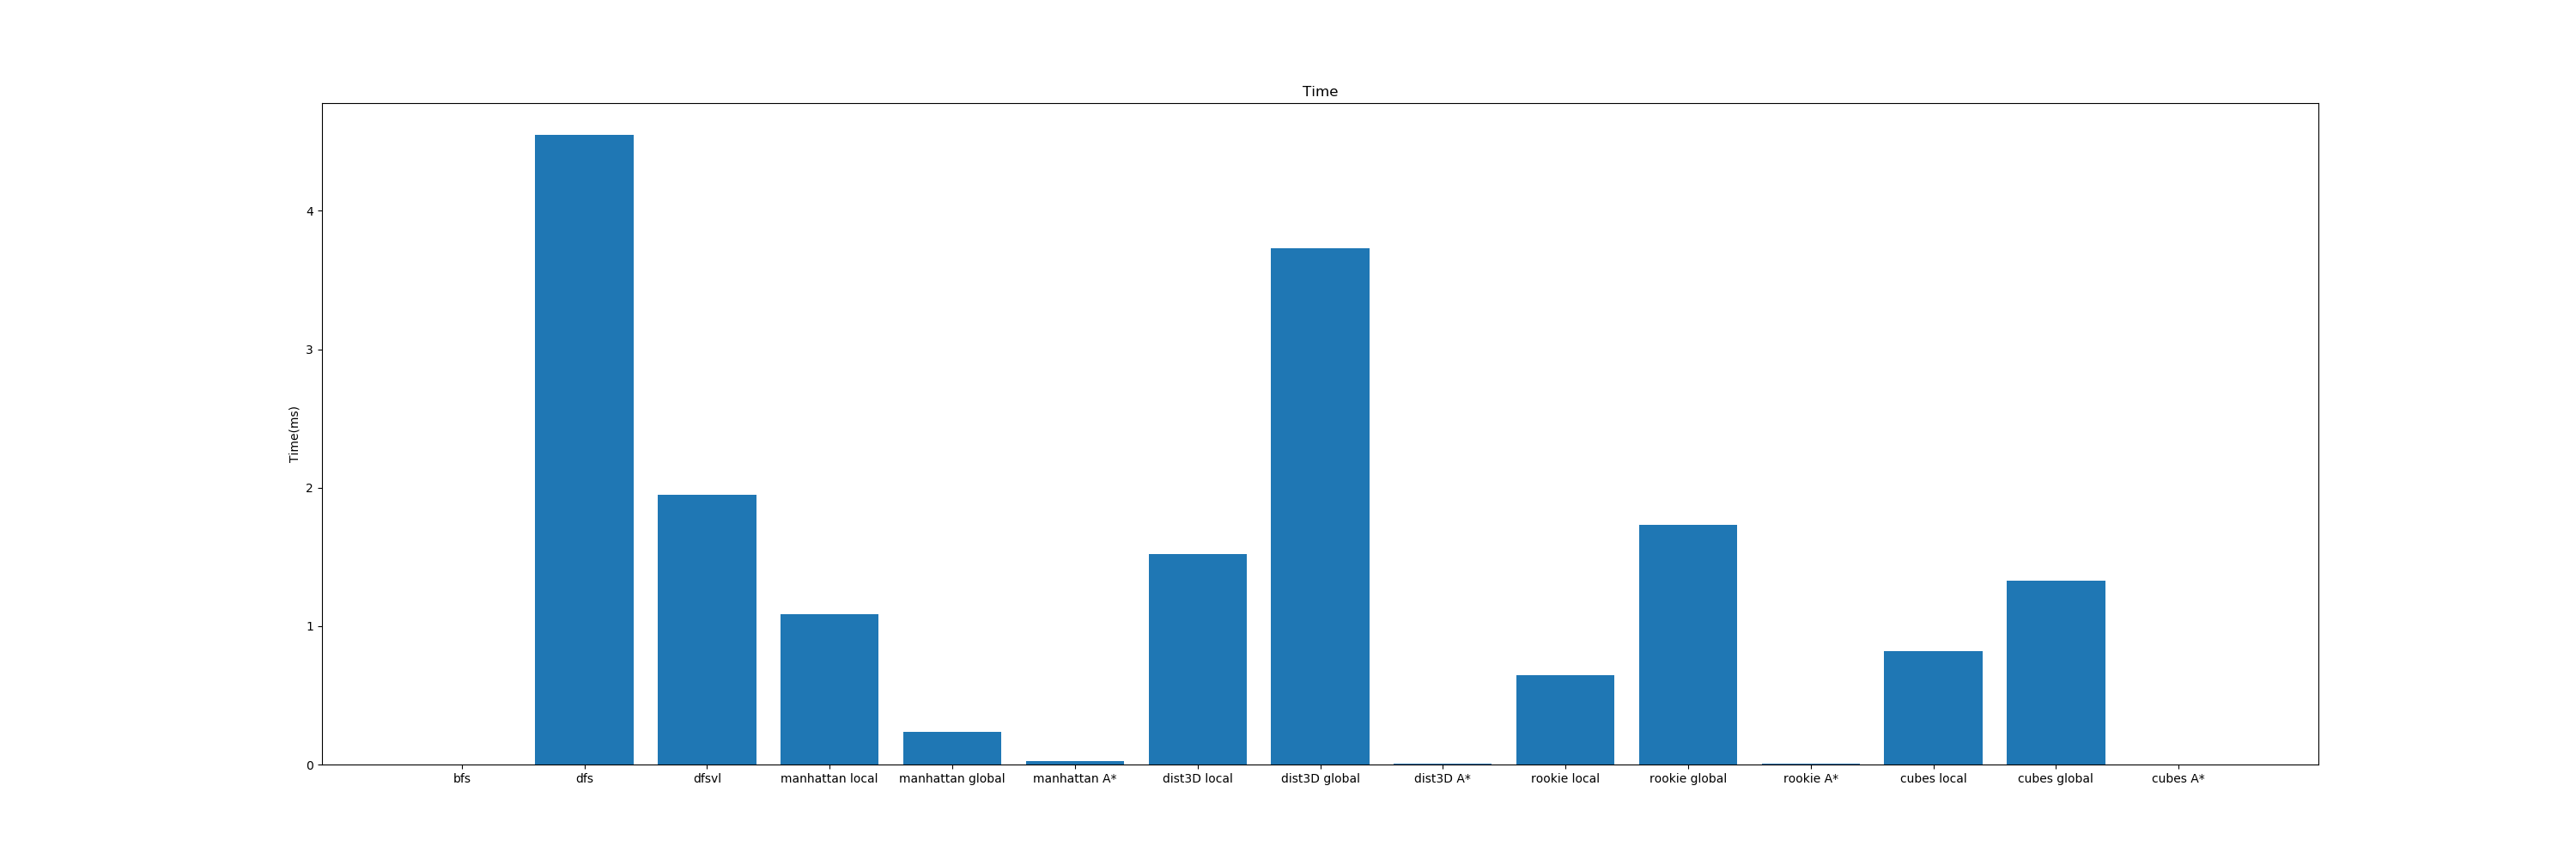 Time
4
3
2
1
0
Time(ms)
bfs dfs dfsvl manhattan local manhattan global manhattan A* dist3D local dist3D global dist3D A* rookie local rookie global rookie A* cubes local cubes global cubes A*